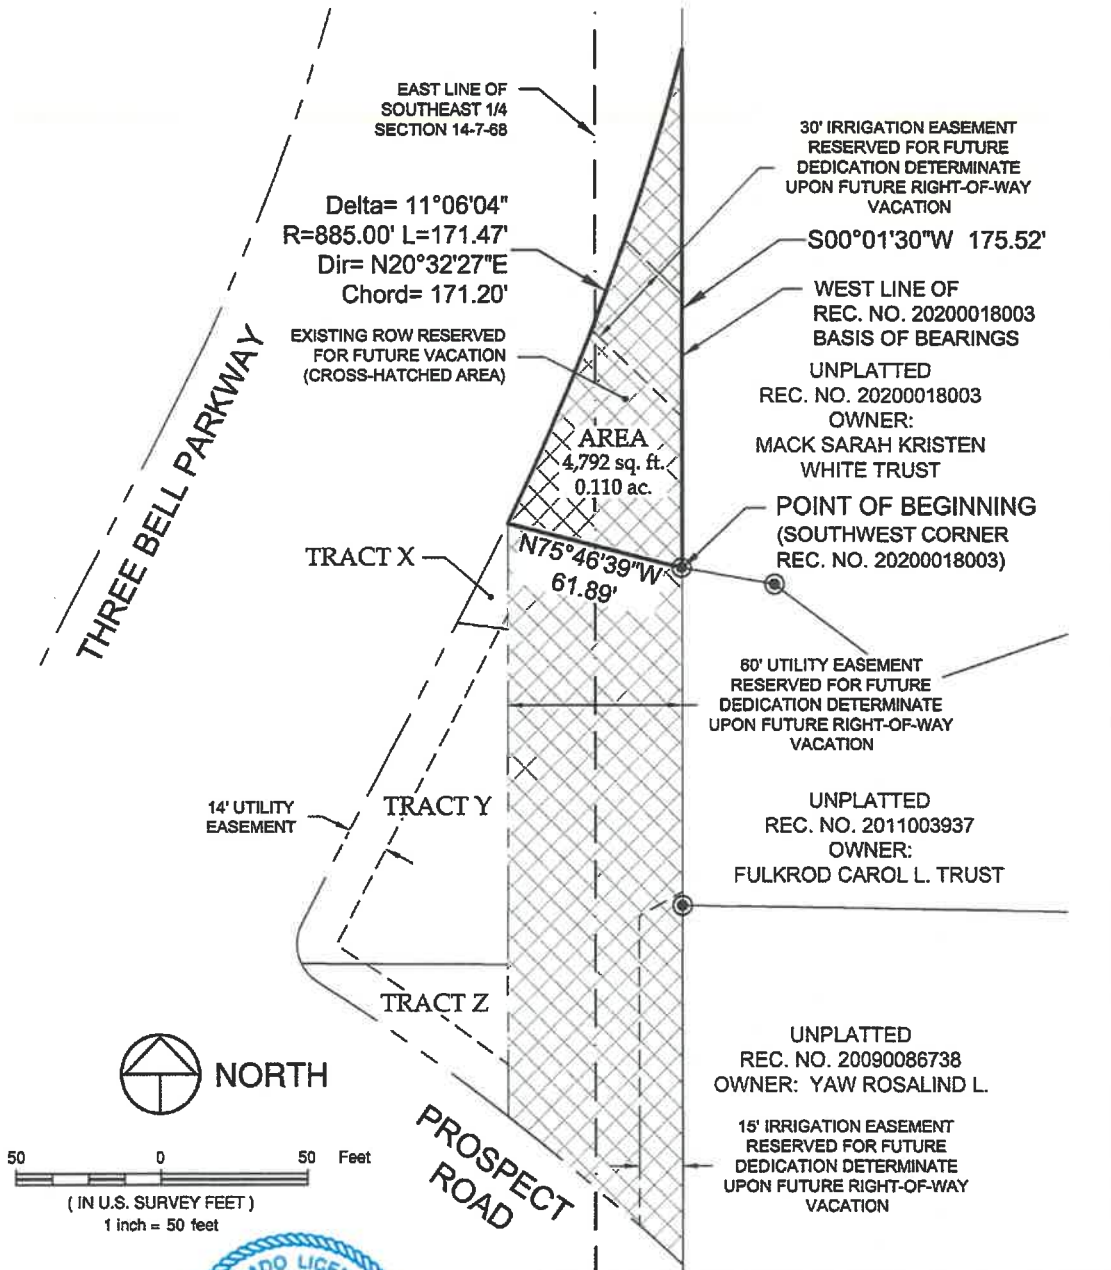 EAST LINE OF
SOUTHEAST 1/4
SECTION 14-7-68
30' IRRIGATION EASEMENT
RESERVED FOR FUTURE
DEDICATION DETERMINATE
UPON FUTURE RIGHT-OF-WAY
VACATION
Delta= 11°06'04"
R=885.00' L=171.47'
Dir= N20°32'27"E
Chord= 171.20'
S00°01'30"W 175.52'
WEST LINE OF
REC. NO. 20200018003
BASIS OF BEARINGS
EXISTING ROW RESERVED
FOR FUTURE VACATION
(CROSS-HATCHED AREA)
UNPLATTED
REC. NO. 20200018003
OWNER:
MACK SARAH KRISTEN
WHITE TRUST
THREE BELL PARKWAY
AREA
4,792 sq. ft.
0.110 ac.
POINT OF BEGINNING
(SOUTHWEST CORNER
REC. NO. 20200018003)
TRACT X
N75°46'39"W
61.89'
60' UTILITY EASEMENT
RESERVED FOR FUTURE
DEDICATION DETERMINATE
UPON FUTURE RIGHT-OF-WAY
VACATION
14' UTILITY
EASEMENT
TRACT Y
UNPLATTED
REC. NO. 2011003937
OWNER:
FULKROD CAROL L. TRUST
TRACT Z
UNPLATTED
REC. NO. 20090086738
OWNER: YAW ROSALIND L.
NORTH
PROSPECT
ROAD
15' IRRIGATION EASEMENT
RESERVED FOR FUTURE
DEDICATION DETERMINATE
UPON FUTURE RIGHT-OF-WAY
VACATION
50 0 50 Feet
( IN U.S. SURVEY FEET )
1 inch = 50 feet